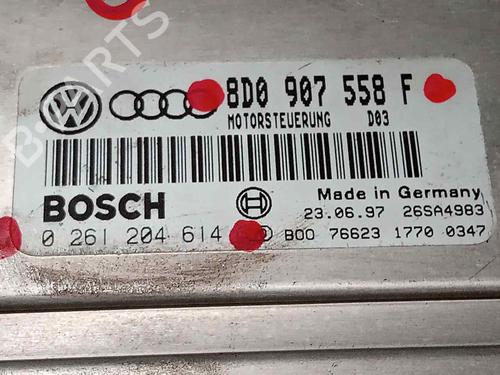 B-PARTS
8D0 907 558 F
MOTORSTEUERUNG D03
BOSCH
Made in Germany
23.06.97 26SA4983
0 261 204 614
B00 76623 1770 0347